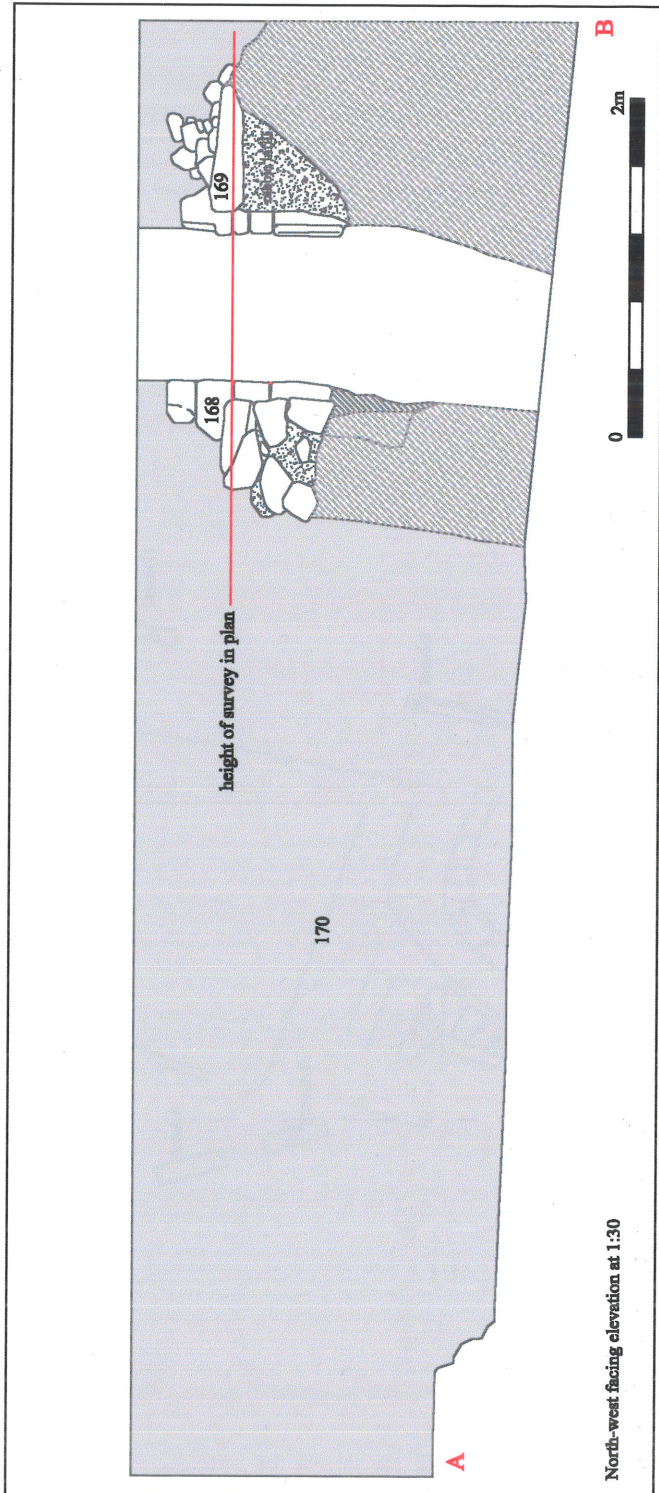 169
168
height of survey in plan
170
A
B
0
2m
North-west facing elevation at 1:30